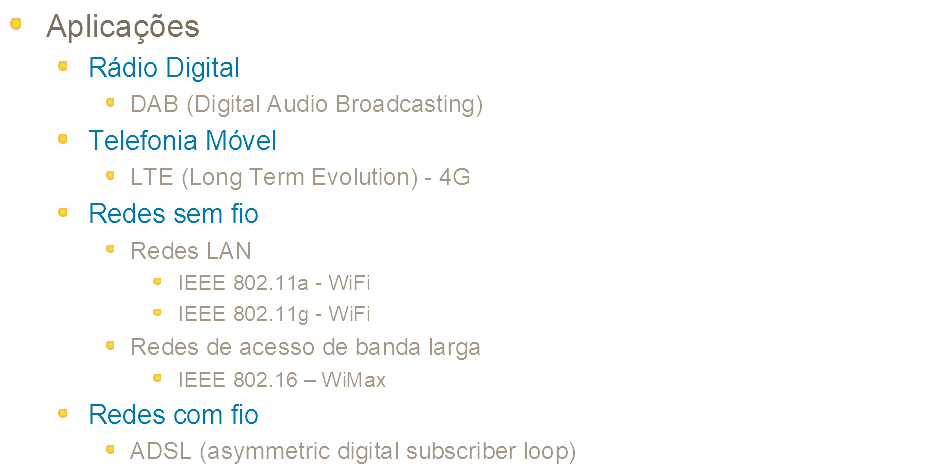 Aplicações
Rádio Digital
DAB (Digital Audio Broadcasting)
Telefonia Móvel
LTE (Long Term Evolution) - 4G
Redes sem fio
Redes LAN
IEEE 802.11a - WiFi
IEEE 802.11g - WiFi
Redes de acesso de banda larga
IEEE 802.16 – WiMax
Redes com fio
ADSL (asymmetric digital subscriber loop)